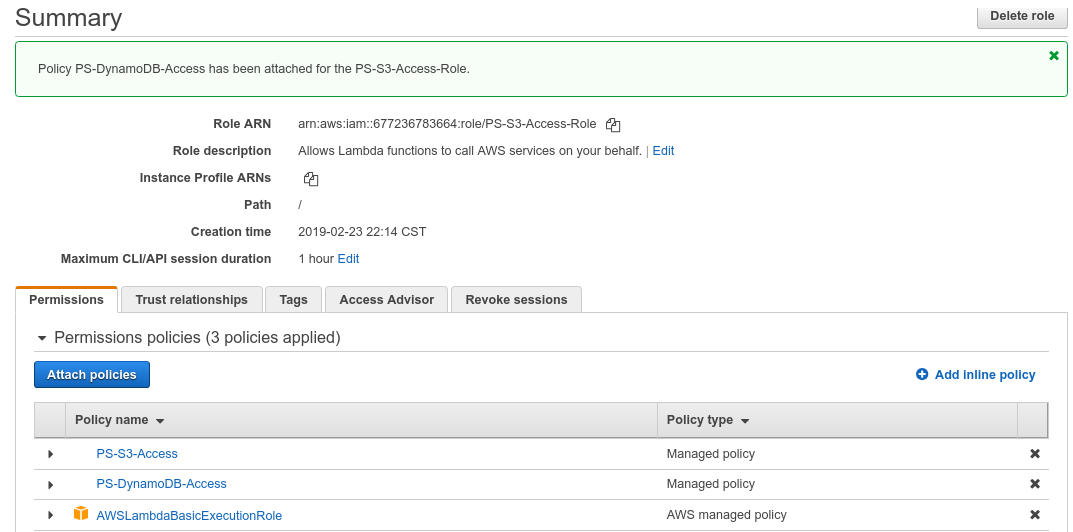 Summary
Delete role
Policy PS-DynamoDB-Access has been attached for the PS-S3-Access-Role.
Role ARN arn:aws:iam::677236783664:role/PS-S3-Access-Role
Role description Allows Lambda functions to call AWS services on your behalf. | Edit
Instance Profile ARNs
Path /
Creation time 2019-02-23 22:14 CST
Maximum CLI/API session duration 1 hour Edit
Permissions Trust relationships Tags Access Advisor Revoke sessions
Permissions policies (3 policies applied)
Attach policies Add inline policy
Policy name Policy type
PS-S3-Access Managed policy
PS-DynamoDB-Access Managed policy
AWSLambdaBasicExecutionRole AWS managed policy